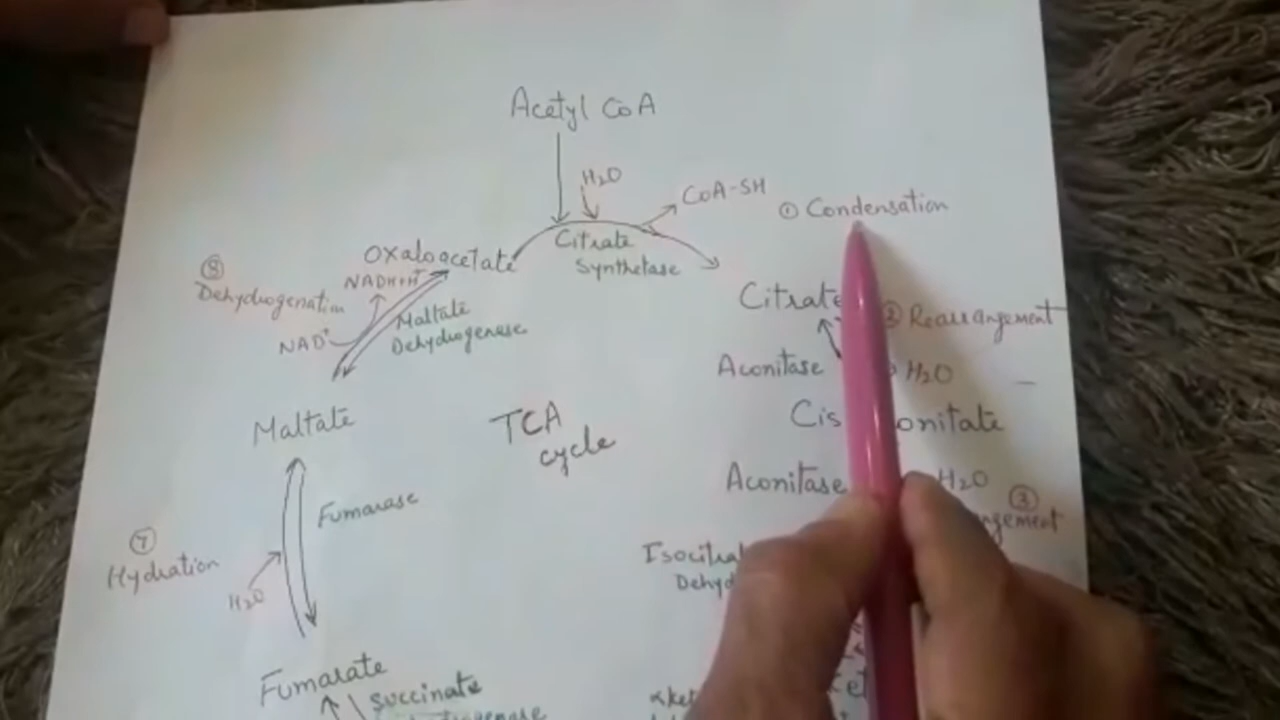 Acetyl CoA
H₂O
CoA-SH
① Condensation
Citrate
Synthetase
Oxaloacetate
⑧
Dehydrogenation
NADH+H⁺
NAD⁺
Maltate
Dehydrogenase
Citrate
② Rearrangement
Aconitase
H₂O
Cis
onitate
Aconitase
H₂O
③
TCA
cycle
Maltate
Fumarase
⑦
Hydration
H₂O
Fumarate
Succinate